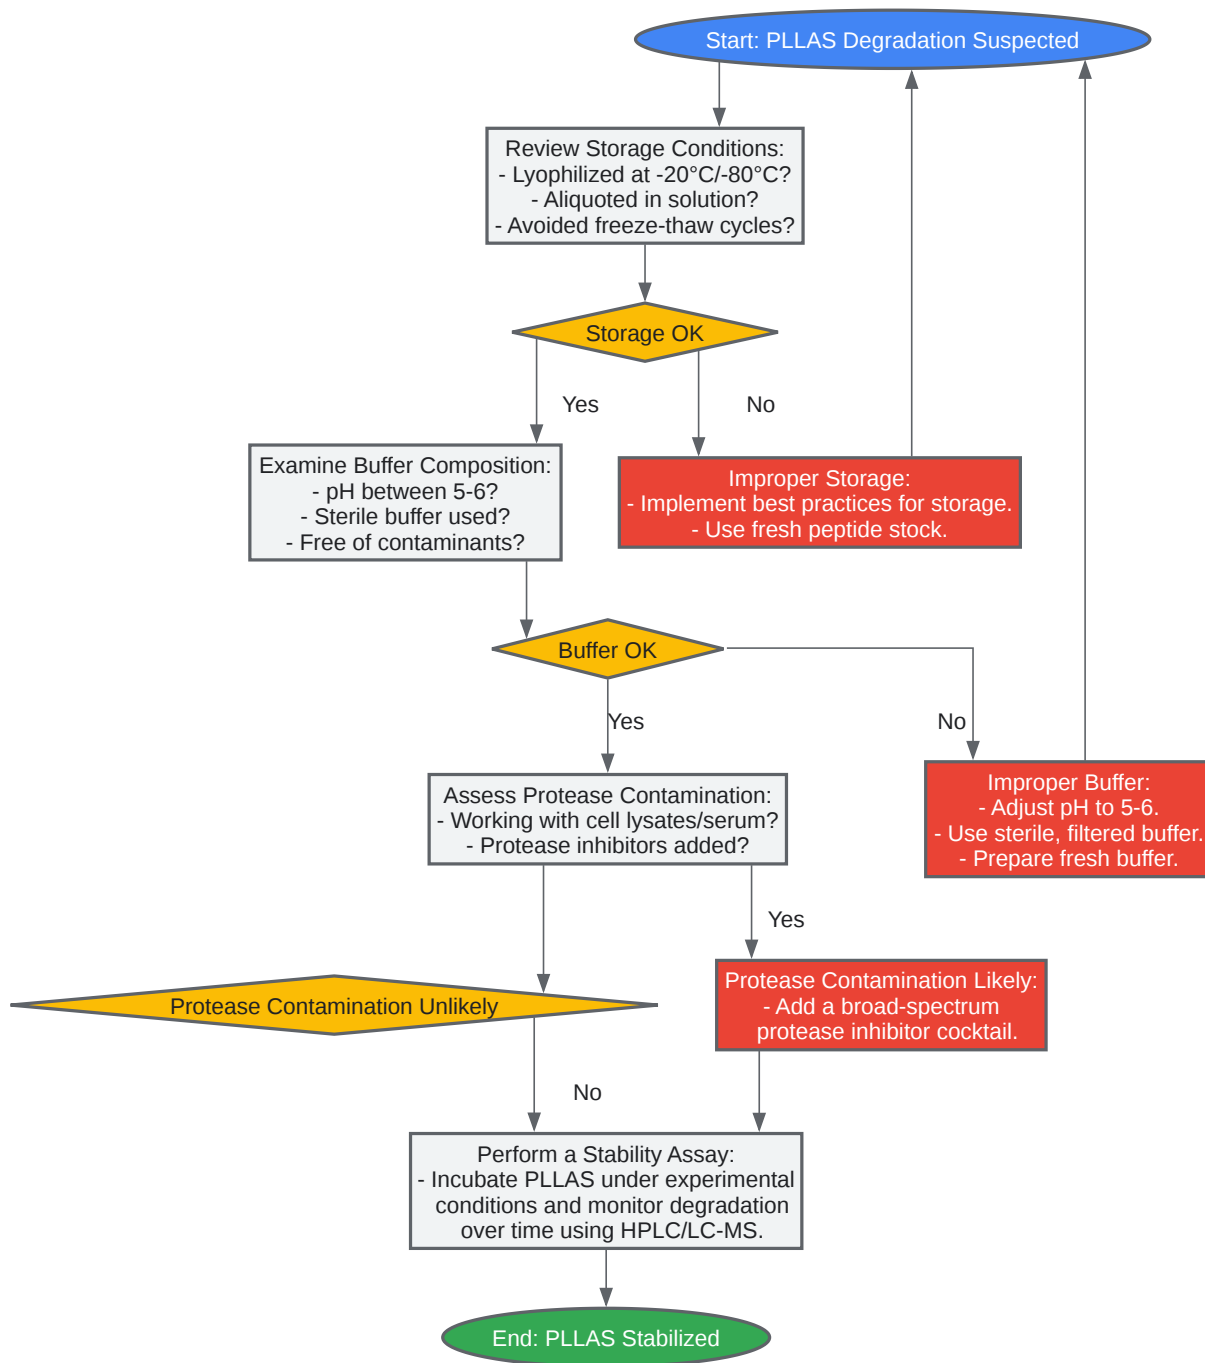 Start: PLLAS Degradation Suspected
Review Storage Conditions:
- Lyophilized at -20°C/-80°C?
- Aliquoted in solution?
- Avoided freeze-thaw cycles?
Storage OK
Yes
No
Examine Buffer Composition:
- pH between 5-6?
- Sterile buffer used?
- Free of contaminants?
Improper Storage:
- Implement best practices for storage.
- Use fresh peptide stock.
Buffer OK
Yes
No
Assess Protease Contamination:
- Working with cell lysates/serum?
- Protease inhibitors added?
Improper Buffer:
- Adjust pH to 5-6.
- Use sterile, filtered buffer.
- Prepare fresh buffer.
Yes
Protease Contamination Unlikely
Protease Contamination Likely:
- Add a broad-spectrum
protease inhibitor cocktail.
No
Perform a Stability Assay:
- Incubate PLLAS under experimental
conditions and monitor degradation
over time using HPLC/LC-MS.
End: PLLAS Stabilized